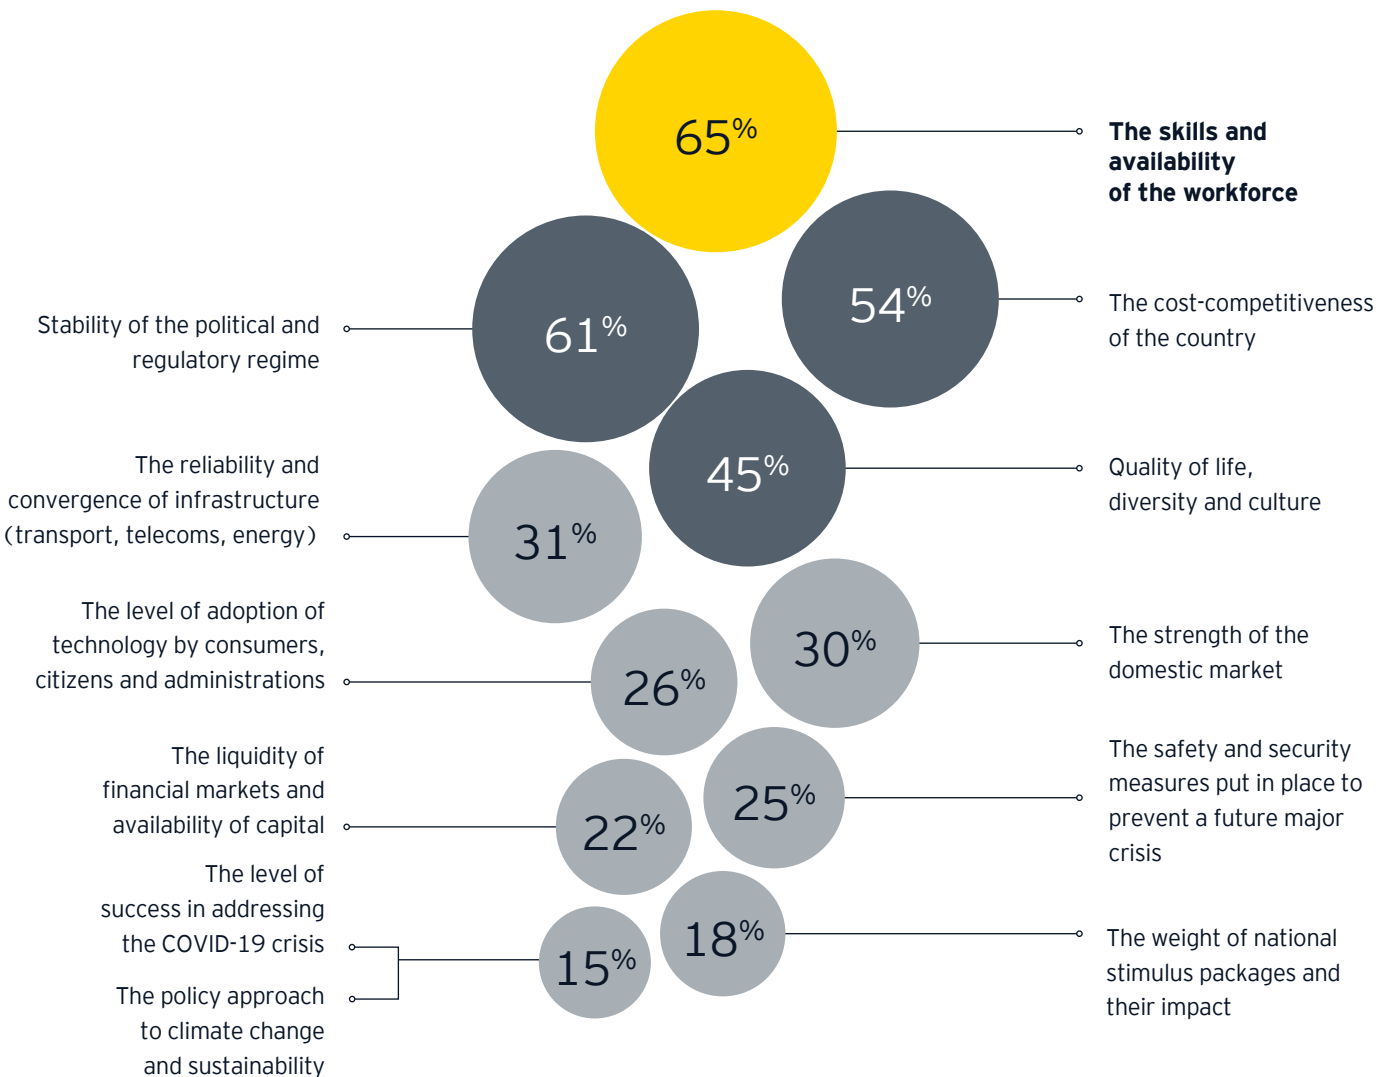 65%
The skills and
availability
of the workforce
61%
Stability of the political and
regulatory regime
54%
The cost-competitiveness
of the country
45%
Quality of life,
diversity and culture
31%
The reliability and
convergence of infrastructure
(transport, telecoms, energy)
30%
The strength of the
domestic market
26%
The level of adoption of
technology by consumers,
citizens and administrations
25%
The safety and security
measures put in place to
prevent a future major
crisis
22%
The liquidity of
financial markets and
availability of capital
18%
The weight of national
stimulus packages and
their impact
15%
The level of
success in addressing
the COVID-19 crisis
The policy approach
to climate change
and sustainability